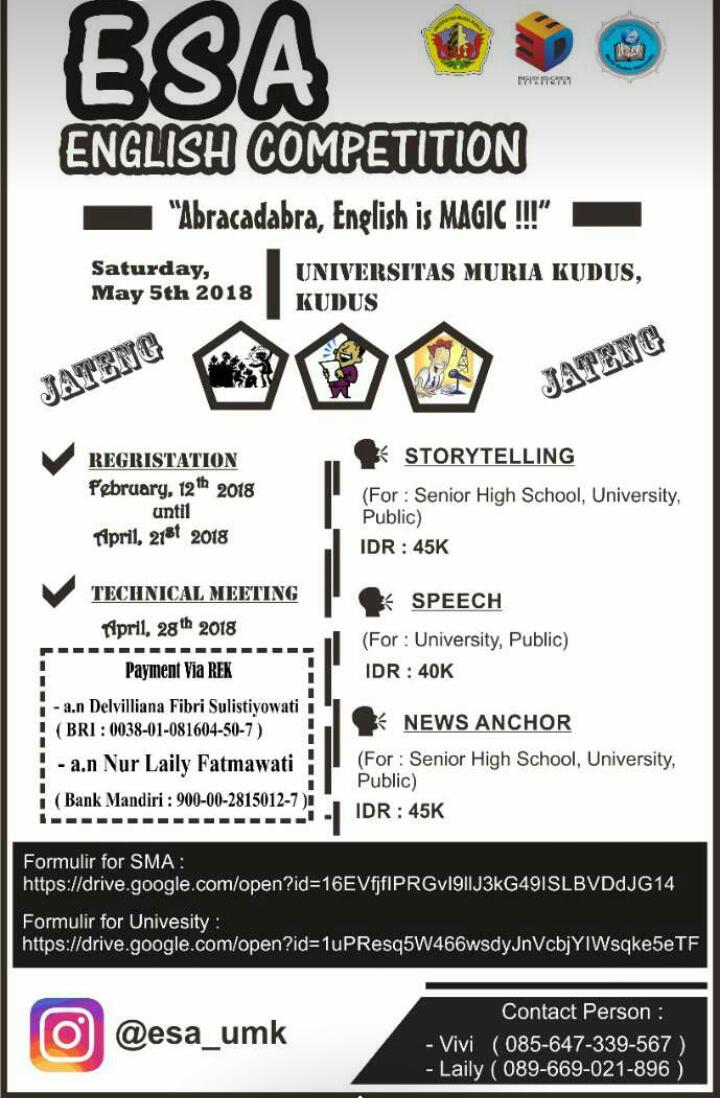 ESA
ENGLISH COMPETITION
ENGLISH EDUCATION
DEPARTMENT
"Abracadabra, English is MAGIC !!!"
Saturday,
May 5th 2018
UNIVERSITAS MURIA KUDUS,
KUDUS
JATENG
JATENG
REGRISTATION
February, 12th 2018
until
April, 21st 2018
TECHNICAL MEETING
April, 28th 2018
Payment Via REK
- a.n Delvilliana Fibri Sulistiyowati
( BRI : 0038-01-081604-50-7 )
- a.n Nur Laily Fatmawati
( Bank Mandiri : 900-00-2815012-7 )
STORYTELLING
(For : Senior High School, University,
Public)
IDR : 45K
SPEECH
(For : University, Public)
IDR : 40K
NEWS ANCHOR
(For : Senior High School, University,
Public)
IDR : 45K
Formulir for SMA :
https://drive.google.com/open?id=16EVfjfIPRGvI9lIJ3kG49ISLBVDdJG14
Formulir for Univesity :
https://drive.google.com/open?id=1uPResq5W466wsdyJnVcbjYIWsqke5eTF
@esa_umk
Contact Person :
- Vivi ( 085-647-339-567 )
- Laily ( 089-669-021-896 )